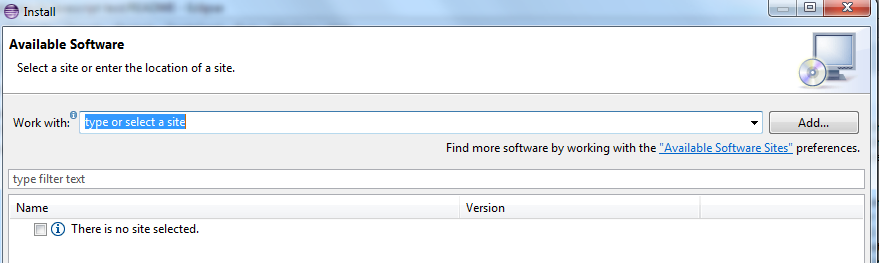 Install
Available Software
Select a site or enter the location of a site.
Work with: type or select a site Add...
Find more software by working with the "Available Software Sites" preferences.
type filter text
Name Version
There is no site selected.